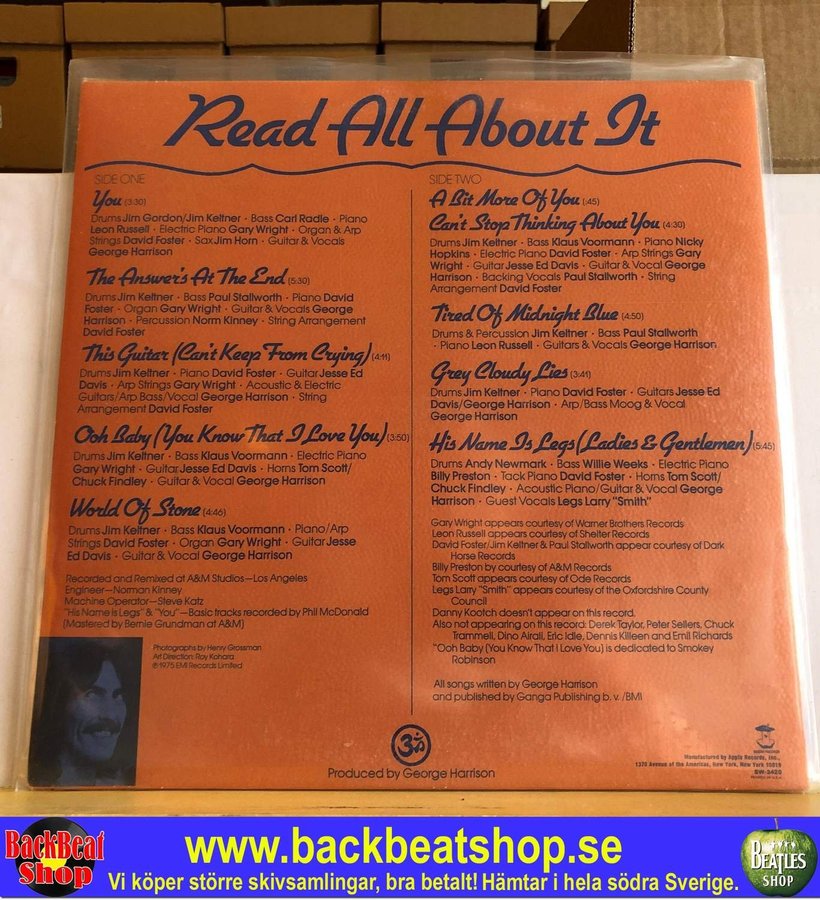 Read All About It
SIDE ONE
You (3:30)
Drums Jim Gordon/Jim Keltner · Bass Carl Radle · Piano
Leon Russell · Electric Piano Gary Wright · Organ & Arp
Strings David Foster · Sax Jim Horn · Guitar & Vocals
George Harrison
The Answer's At The End (5:30)
Drums Jim Keltner · Bass Paul Stallworth · Piano David
Foster · Organ Gary Wright · Guitar & Vocals George
Harrison · Percussion Norm Kinney · String Arrangement
David Foster
This Guitar (Can't Keep From Crying) (4:11)
Drums Jim Keltner · Piano David Foster · Guitar Jesse Ed
Davis · Arp Strings Gary Wright · Acoustic & Electric
Guitars/Arp Bass/Vocal George Harrison · String
Arrangement David Foster
Ooh Baby (You Know That I Love You) (3:50)
Drums Jim Keltner · Bass Klaus Voormann · Electric Piano
Gary Wright · Guitar Jesse Ed Davis · Horns Tom Scott/
Chuck Findley · Guitar & Vocal George Harrison
World Of Stone (4:46)
Drums Jim Keltner · Bass Klaus Voormann · Piano/Arp
Strings David Foster · Organ Gary Wright · Guitar Jesse
Ed Davis · Guitar & Vocal George Harrison
Recorded and Remixed at A&M Studios—Los Angeles
Engineer—Norman Kinney
Machine Operator—Steve Katz
"His Name is Legs" & "You"—Basic tracks recorded by Phil McDonald
(Mastered by Bernie Grundman at A&M)
Photographs by Henry Grossman
Art Direction: Roy Kohara
℗ 1975 EMI Records Limited
SIDE TWO
A Bit More Of You (:45)
Can't Stop Thinking About You (4:30)
Drums Jim Keltner · Bass Klaus Voormann · Piano Nicky
Hopkins · Electric Piano David Foster · Arp Strings Gary
Wright · Guitar Jesse Ed Davis · Guitar & Vocal George
Harrison · Backing Vocals Paul Stallworth · String
Arrangement David Foster
Tired Of Midnight Blue (4:50)
Drums & Percussion Jim Keltner · Bass Paul Stallworth
· Piano Leon Russell · Guitars & Vocals George Harrison
Grey Cloudy Lies (3:41)
Drums Jim Keltner · Piano David Foster · Guitars Jesse Ed
Davis/George Harrison · Arp/Bass Moog & Vocal
George Harrison
His Name Is Legs (Ladies & Gentlemen) (5:45)
Drums Andy Newmark · Bass Willie Weeks · Electric Piano
Billy Preston · Tack Piano David Foster · Horns Tom Scott/
Chuck Findley · Acoustic Piano/Guitar & Vocal George
Harrison · Guest Vocals Legs Larry "Smith"
Gary Wright appears courtesy of Warner Brothers Records
Leon Russell appears courtesy of Shelter Records
David Foster/Jim Keltner & Paul Stallworth appear courtesy of Dark
Horse Records
Billy Preston by courtesy of A&M Records
Tom Scott appears courtesy of Ode Records
Legs Larry "Smith" appears courtesy of the Oxfordshire County
Council
Danny Kootch doesn't appear on this record.
Also not appearing on this record: Derek Taylor, Peter Sellers, Chuck
Trammell, Dino Airali, Eric Idle, Dennis Killeen and Emil Richards
"Ooh Baby (You Know That I Love You) is dedicated to Smokey
Robinson
All songs written by George Harrison
and published by Ganga Publishing b.v. /BMI
ॐ
Produced by George Harrison
Manufactured by Apple Records, Inc.,
1370 Avenue of the Americas, New York, New York 10019
SW-3420
BackBeat
Shop
www.backbeatshop.se
Vi köper större skivsamlingar, bra betalt! Hämtar i hela södra Sverige.
BEATLES
SHOP